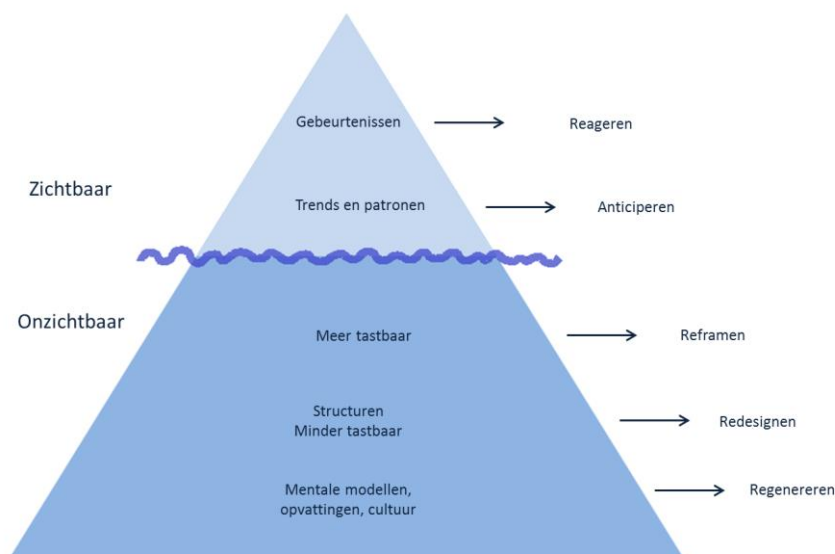 Gebeurtenissen
Reageren
Zichtbaar
Trends en patronen
Anticiperen
Onzichtbaar
Meer tastbaar
Reframen
Structuren
Minder tastbaar
Redesignen
Mentale modellen,
opvattingen, cultuur
Regenereren